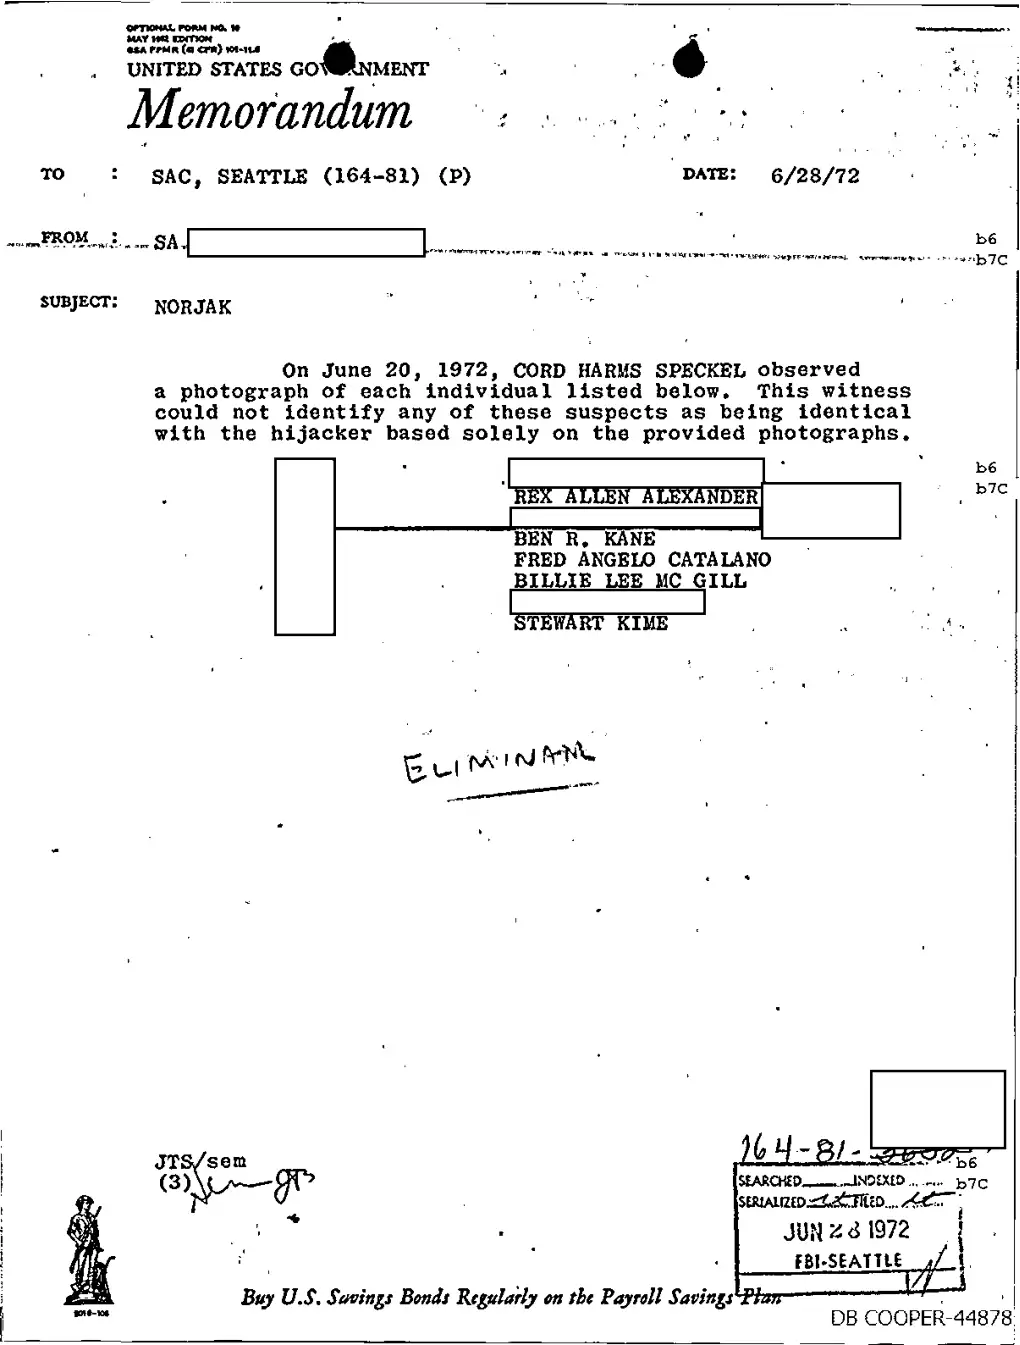 OPTIONAL FORM NO. 10
MAY 1962 EDITION
GSA FPMR (41 CFR) 101-11.6
UNITED STATES GOVERNMENT
Memorandum
TO : SAC, SEATTLE (164-81) (P)
DATE: 6/28/72
FROM : SA
b6
b7C
SUBJECT: NORJAK
On June 20, 1972, CORD HARMS SPECKEL observed
a photograph of each individual listed below. This witness
could not identify any of these suspects as being identical
with the hijacker based solely on the provided photographs.
b6
b7C
REX ALLEN ALEXANDER
BEN R. KANE
FRED ANGELO CATALANO
BILLIE LEE MC GILL
STEWART KIME
JTS/sem
(3)
164-81-
b6
b7C
SEARCHED INDEXED
SERIALIZED FILED
JUN 28 1972
FBI-SEATTLE
Buy U.S. Savings Bonds Regularly on the Payroll Savings Plan
5010-108
DB COOPER-44878